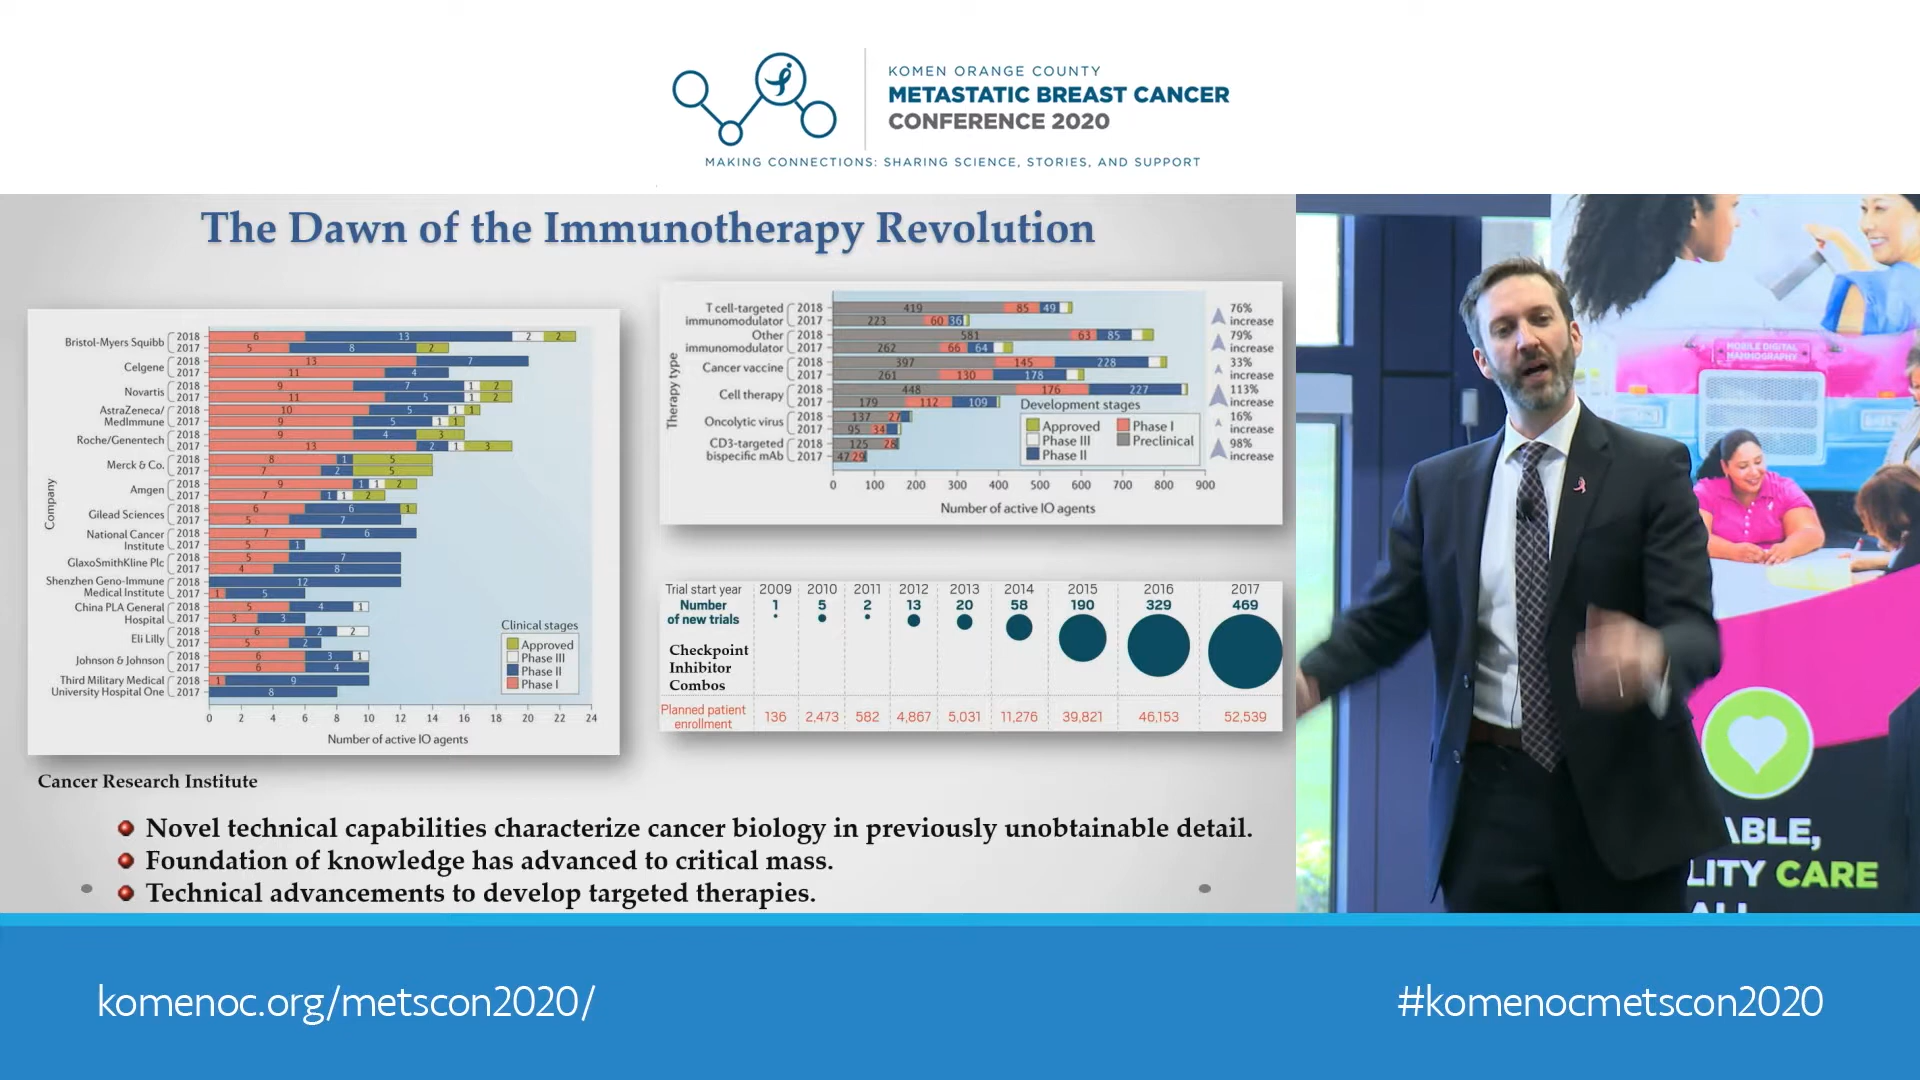 KOMEN ORANGE COUNTY
METASTATIC BREAST CANCER
CONFERENCE 2020
MAKING CONNECTIONS: SHARING SCIENCE, STORIES, AND SUPPORT
The Dawn of the Immunotherapy Revolution
Company
Bristol-Myers Squibb 2018 6 13 2 2
2017 5 8 2
Celgene 2018 13 7
2017 11 4
Novartis 2018 9 7 1 2
2017 11 5 1 2
AstraZeneca/ 2018 10 5 1 1
MedImmune 2017 9 5 1 1
Roche/Genentech 2018 9 4 3
2017 13 2 1 3
Merck & Co. 2018 8 1 5
2017 7 2 5
Amgen 2018 9 1 1 2
2017 7 1 1 2
Gilead Sciences 2018 6 6 1
2017 5 7
National Cancer 2018 7 6
Institute 2017 5 1
GlaxoSmithKline Plc 2018 5 7
2017 4 8
Shenzhen Geno-Immune 2018 12
Medical Institute 2017 1 5
China PLA General 2018 5 4 1
Hospital 2017 3 3
Eli Lilly 2018 6 2 2
2017 5 2
Johnson & Johnson 2018 6 3 1
2017 6 4
Third Military Medical 2018 1 9
University Hospital One 2017 8
Clinical stages
Approved
Phase III
Phase II
Phase I
0 2 4 6 8 10 12 14 16 18 20 22 24
Number of active IO agents
Cancer Research Institute
Therapy type
T cell-targeted 2018 419 85 49 76%
immunomodulator 2017 223 60 36 increase
Other 2018 581 63 85 79%
immunomodulator 2017 262 66 64 increase
Cancer vaccine 2018 397 145 228 33%
2017 261 130 178 increase
Cell therapy 2018 448 176 227 113%
2017 179 112 109 increase
Oncolytic virus 2018 137 27 16%
2017 95 34 increase
CD3-targeted 2018 125 28 98%
bispecific mAb 2017 47 29 increase
Development stages
Approved Phase I
Phase III Preclinical
Phase II
0 100 200 300 400 500 600 700 800 900
Number of active IO agents
Trial start year 2009 2010 2011 2012 2013 2014 2015 2016 2017
Number 1 5 2 13 20 58 190 329 469
of new trials
Checkpoint
Inhibitor
Combos
Planned patient
enrollment 136 2,473 582 4,867 5,031 11,276 39,821 46,153 52,539
Novel technical capabilities characterize cancer biology in previously unobtainable detail.
Foundation of knowledge has advanced to critical mass.
Technical advancements to develop targeted therapies.
MOBILE DIGITAL
MAMMOGRAPHY
ABLE,
LITY CARE
komenoc.org/metscon2020/
#komenocmetscon2020